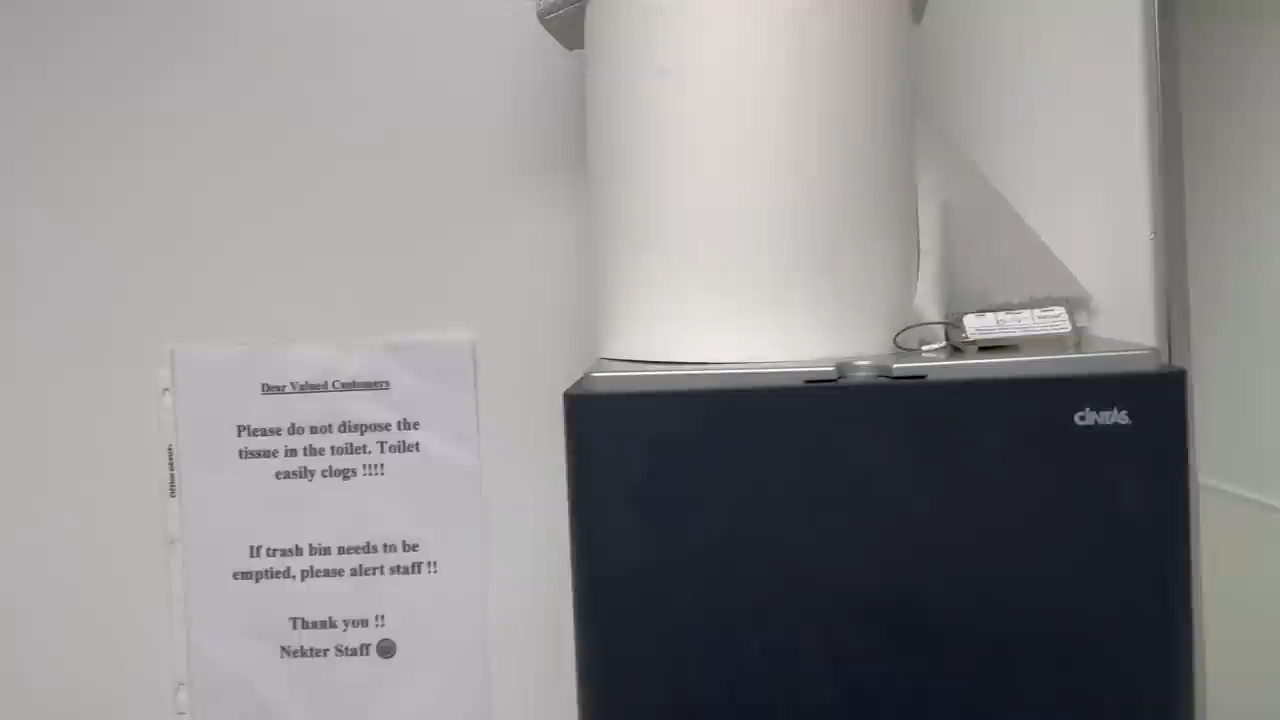 Dear Valued Customers
Please do not dispose the
tissue in the toilet. Toilet
easily clogs !!!!
If trash bin needs to be
emptied, please alert staff !!
Thank you !!
Nekter Staff
CINTAS